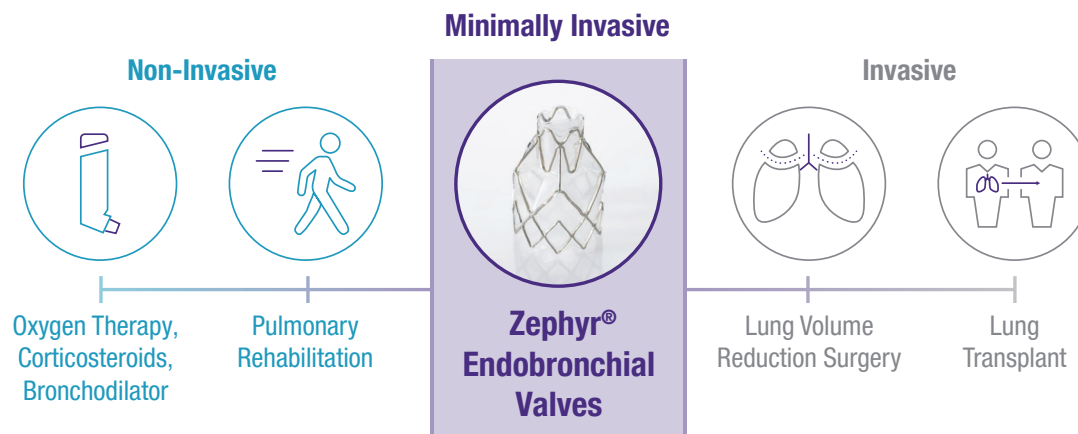 Minimally Invasive
Non-Invasive
Invasive
Oxygen Therapy,
Corticosteroids,
Bronchodilator
Pulmonary
Rehabilitation
Zephyr®
Endobronchial
Valves
Lung Volume
Reduction Surgery
Lung
Transplant